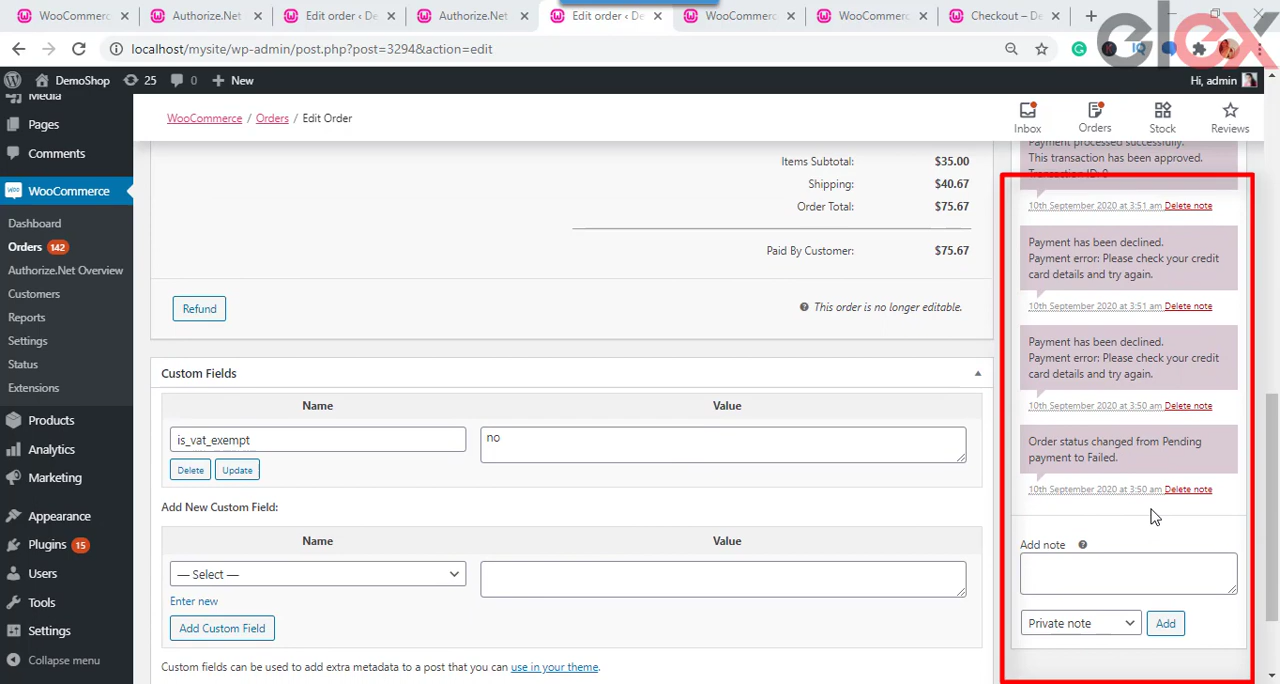 WooCommerc
Authorize.Net
Edit order ‹ De
Authorize.Net
Edit order ‹ De
WooCommerc
WooCommerc
Checkout – De
elex
localhost/mysite/wp-admin/post.php?post=3294&action=edit
DemoShop
25
0
New
Hi, admin
Media
Pages
Comments
WooCommerce
Dashboard
Orders 142
Authorize.Net Overview
Customers
Reports
Settings
Status
Extensions
Products
Analytics
Marketing
Appearance
Plugins 15
Users
Tools
Settings
Collapse menu
WooCommerce / Orders / Edit Order
Inbox
Orders
Stock
Reviews
Items Subtotal: $35.00
Shipping: $40.67
Order Total: $75.67
Paid By Customer: $75.67
Refund
This order is no longer editable.
Custom Fields
Name Value
is_vat_exempt
no
Delete Update
Add New Custom Field:
Name Value
— Select —
Enter new
Add Custom Field
Custom fields can be used to add extra metadata to a post that you can use in your theme.
Payment processed successfully.
This transaction has been approved.
Transaction ID: 0
10th September 2020 at 3:51 am Delete note
Payment has been declined.
Payment error: Please check your credit
card details and try again.
10th September 2020 at 3:51 am Delete note
Payment has been declined.
Payment error: Please check your credit
card details and try again.
10th September 2020 at 3:50 am Delete note
Order status changed from Pending
payment to Failed.
10th September 2020 at 3:50 am Delete note
Add note
Private note
Add